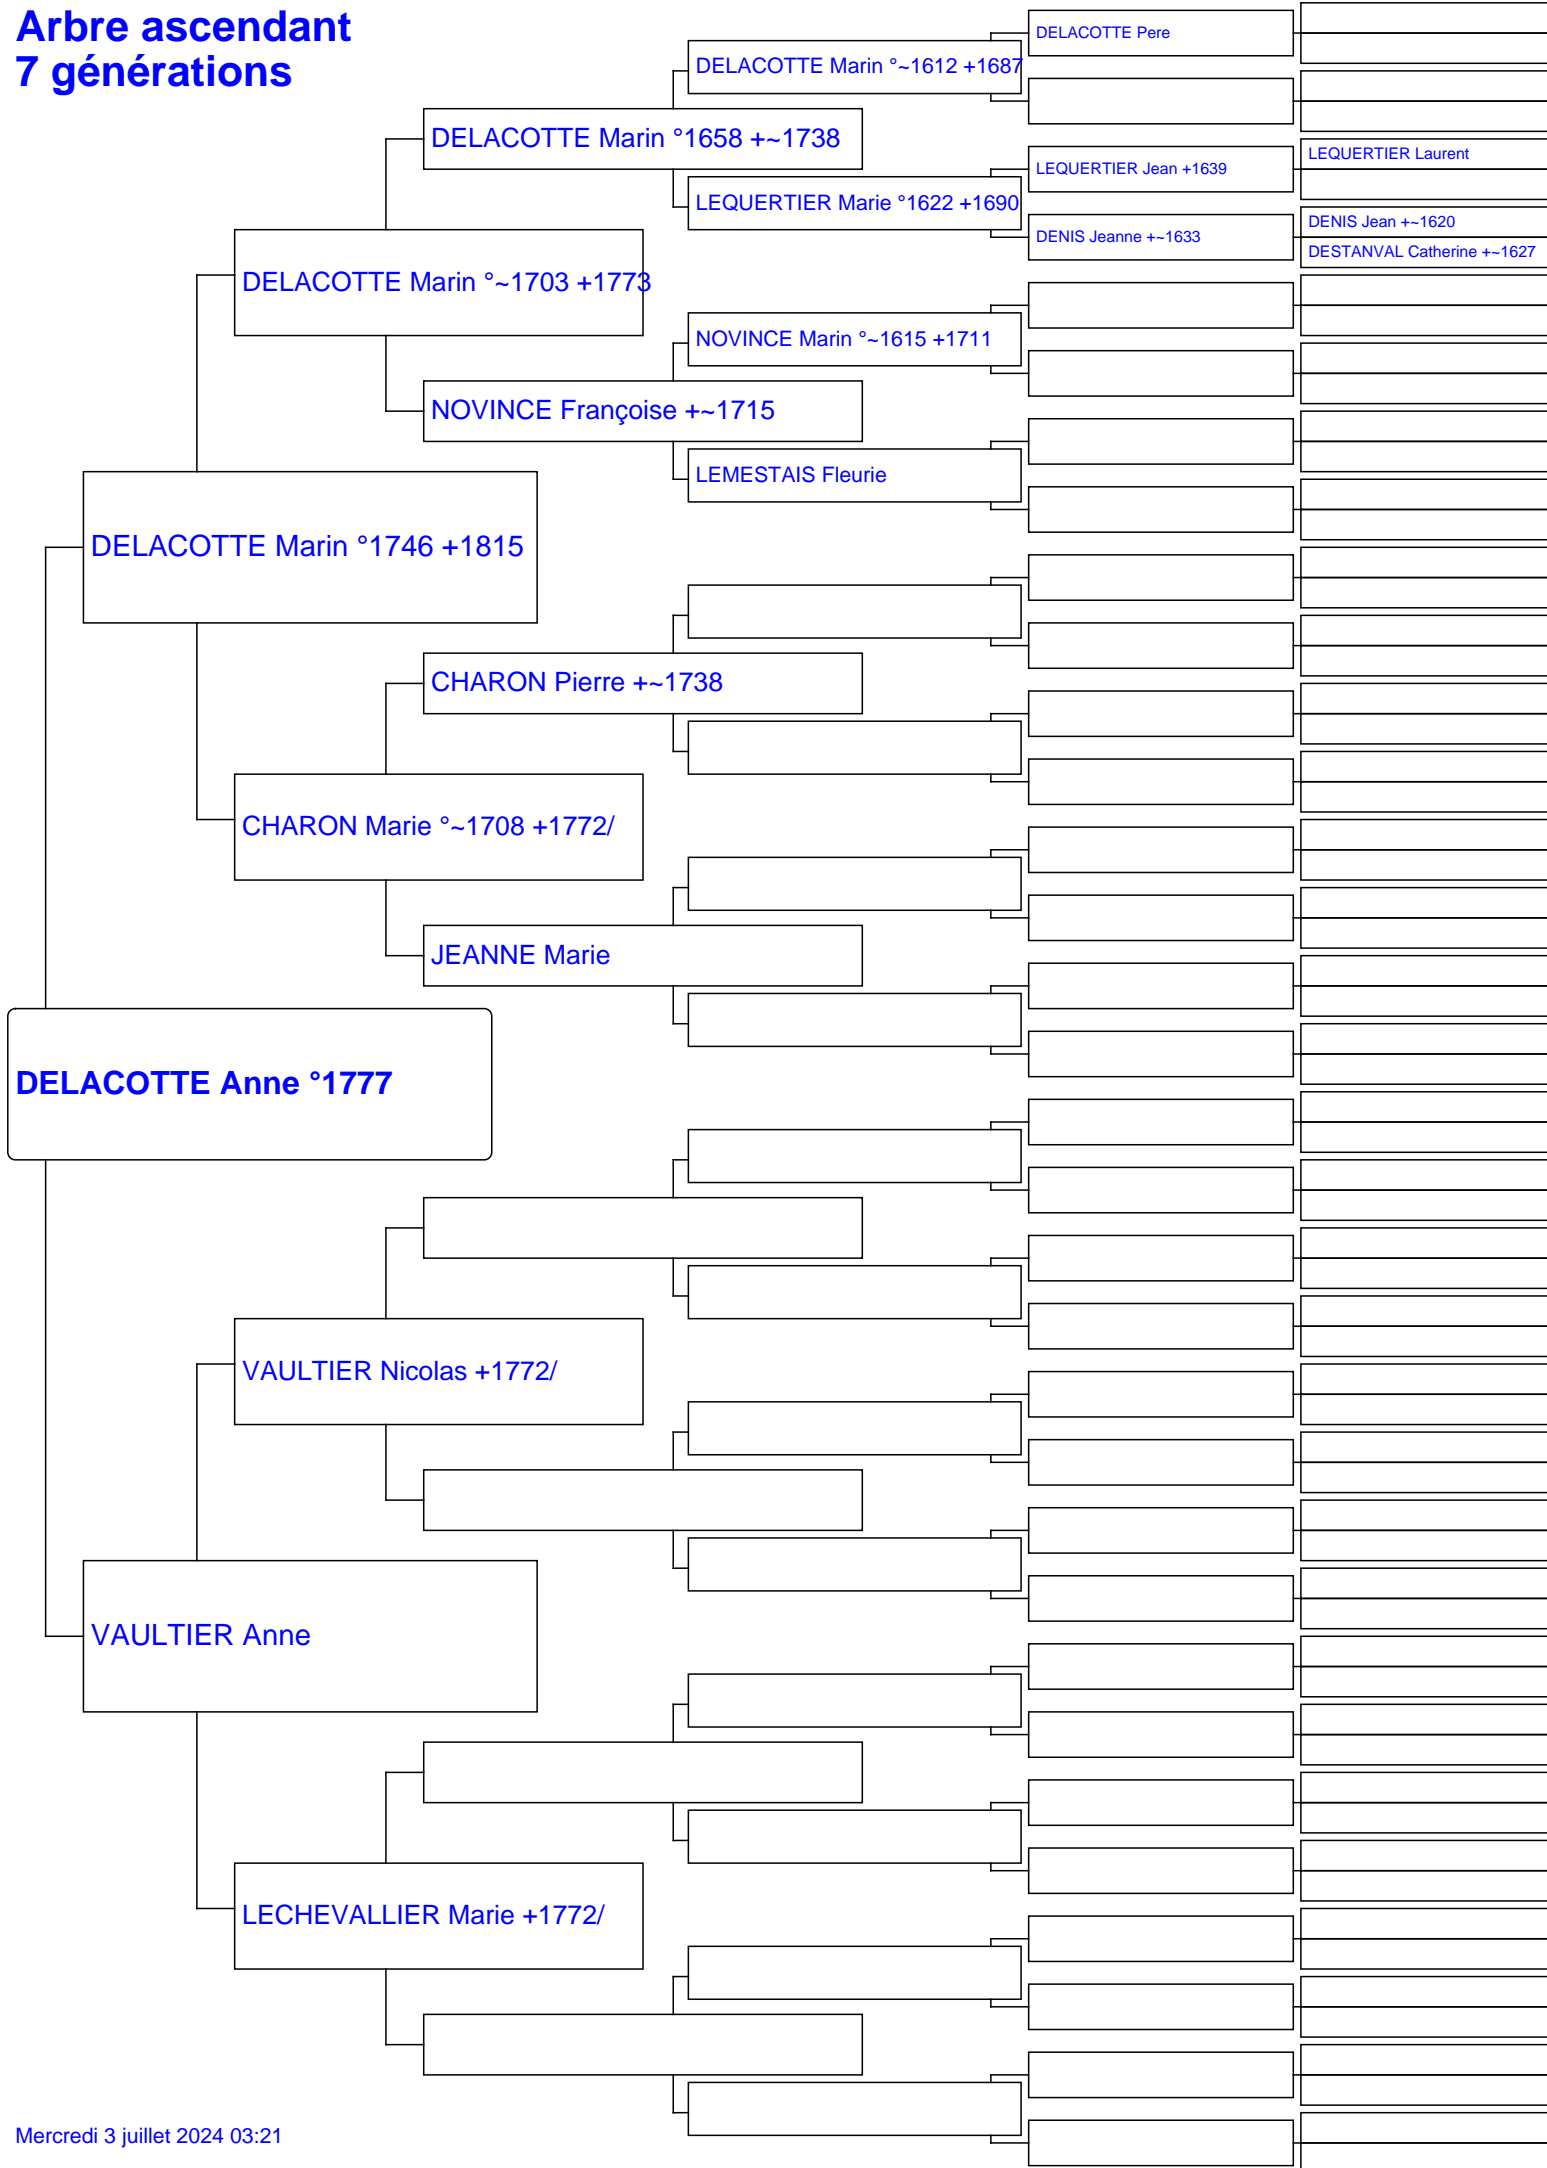 Arbre ascendant
7 générations
DELACOTTE Pere
DELACOTTE Marin °~1612 +1687
DELACOTTE Marin °1658 +~1738
LEQUERTIER Laurent
LEQUERTIER Jean +1639
LEQUERTIER Marie °1622 +1690
DENIS Jean +~1620
DENIS Jeanne +~1633
DESTANVAL Catherine +~1627
DELACOTTE Marin °~1703 +1773
NOVINCE Marin °~1615 +1711
NOVINCE Françoise +~1715
LEMESTAIS Fleurie
DELACOTTE Marin °1746 +1815
CHARON Pierre +~1738
CHARON Marie °~1708 +1772/
JEANNE Marie
DELACOTTE Anne °1777
VAULTIER Nicolas +1772/
VAULTIER Anne
LECHEVALLIER Marie +1772/
Mercredi 3 juillet 2024 03:21